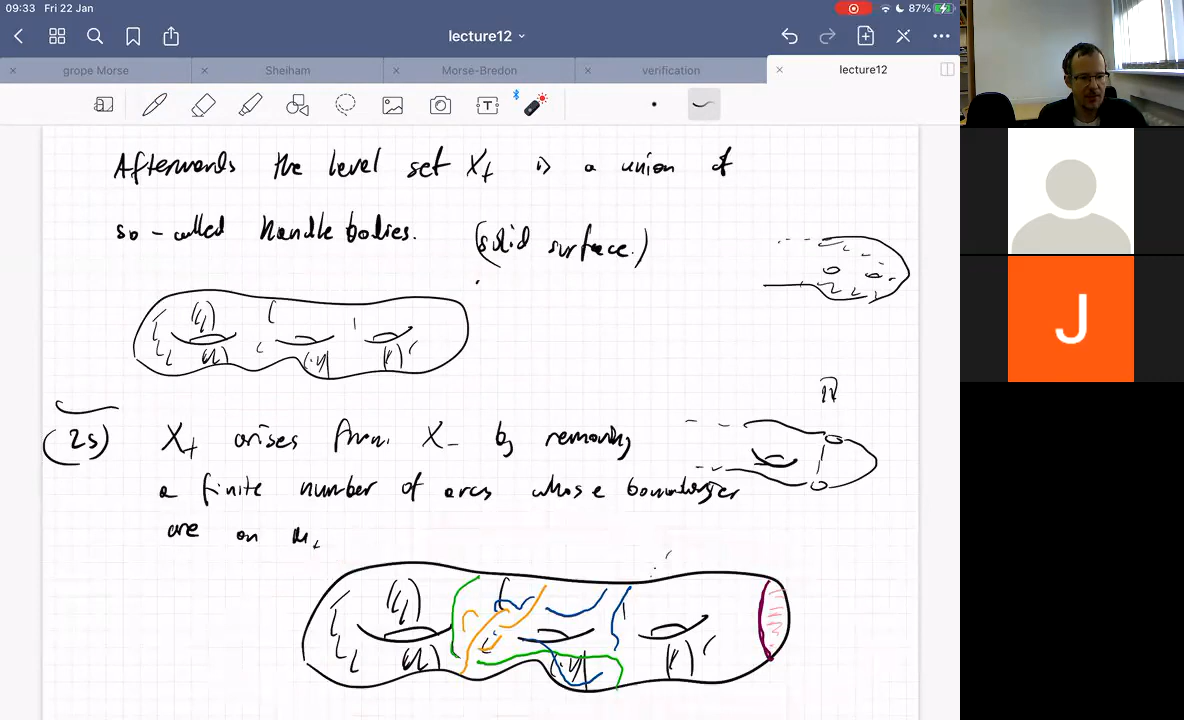 09:33 Fri 22 Jan
87%
lecture12
grope Morse
Sheiham
Morse-Bredon
verification
lecture12
T
Afterwards the level set X+ is a union of
so-called handle bodies. (solid surface.)
(2s) X+ arises from X- by removing
a finite number of arcs whose boundaries
are on
J